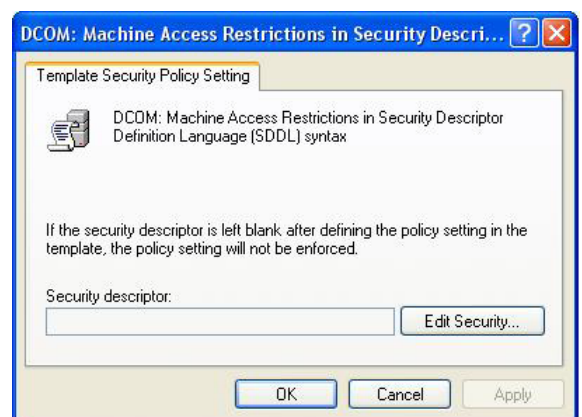 DCOM: Machine Access Restrictions in Security Descri...
Template Security Policy Setting
DCOM: Machine Access Restrictions in Security Descriptor
Definition Language (SDDL) syntax
If the security descriptor is left blank after defining the policy setting in the
template, the policy setting will not be enforced.
Security descriptor:
Edit Security...
OK
Cancel
Apply